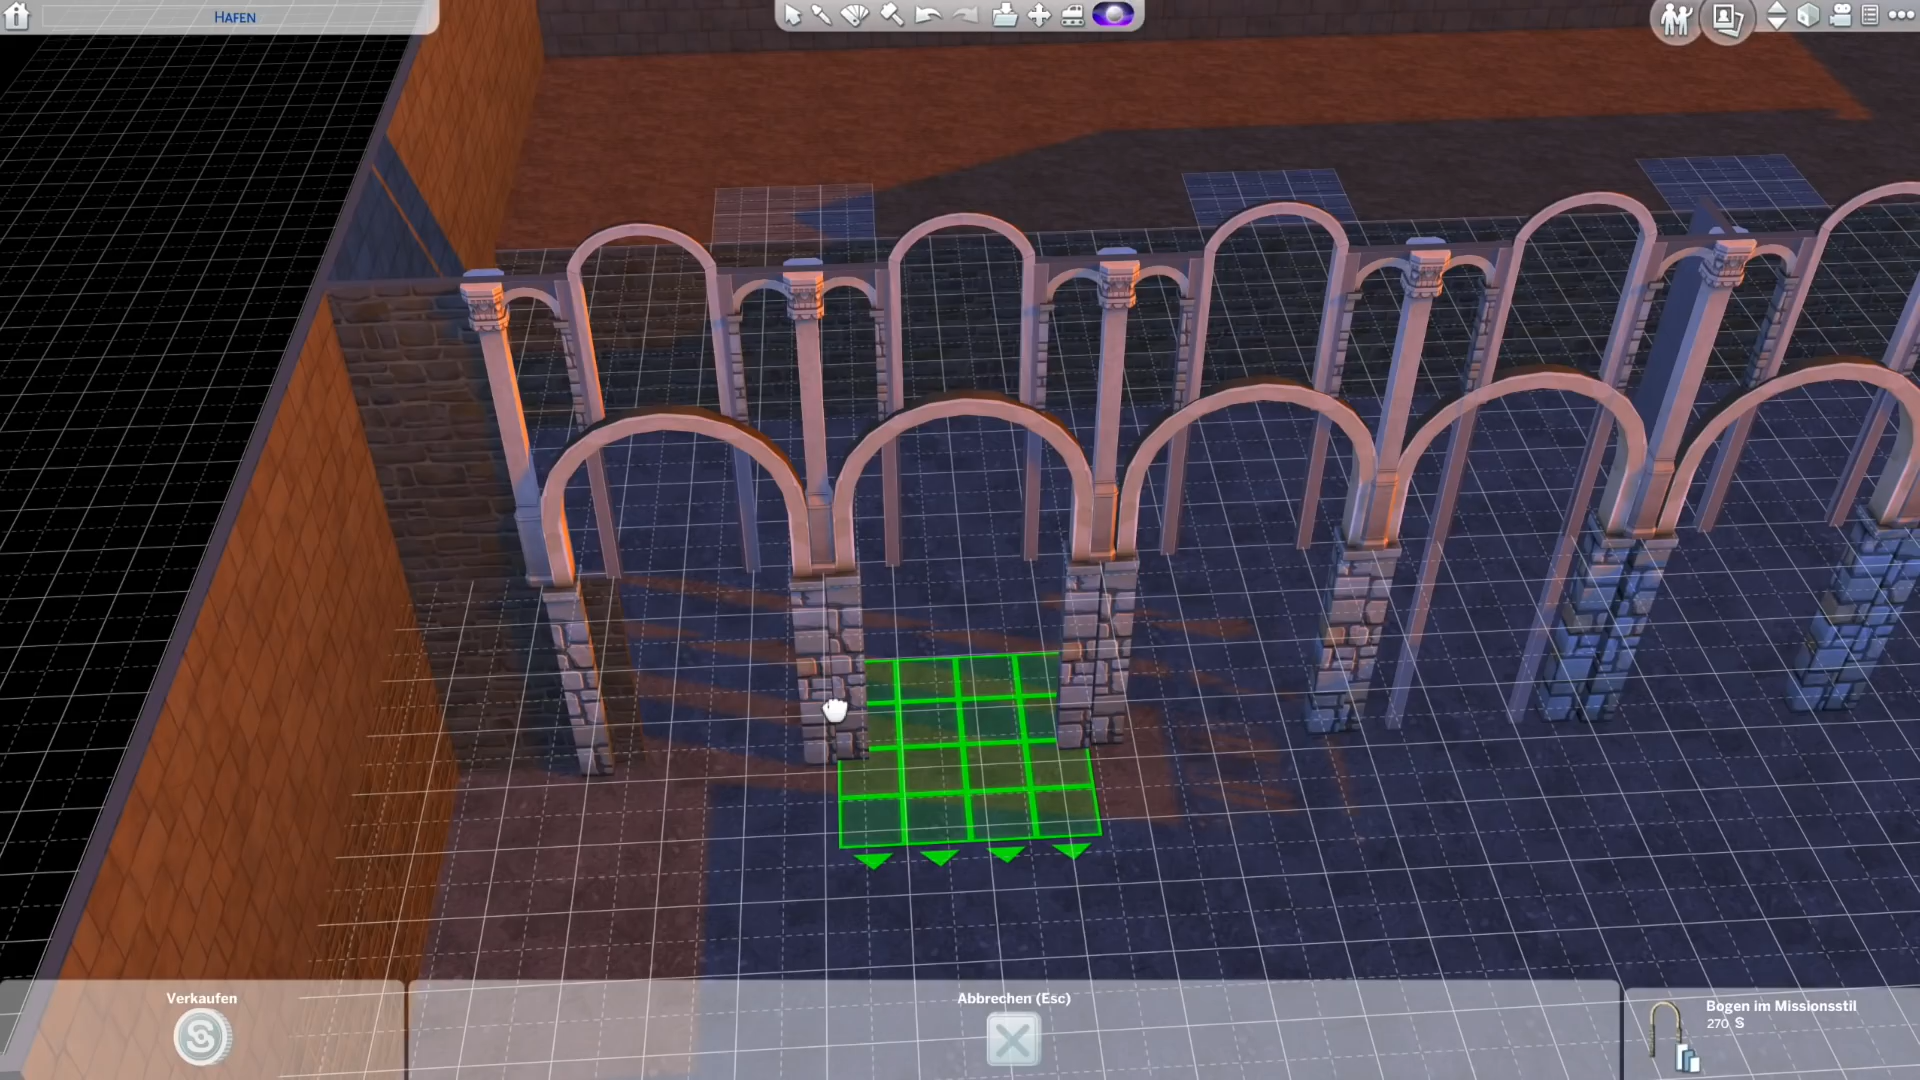 Hafen
Verkaufen
Abbrechen (Esc)
Bogen im Missionsstil
270 §